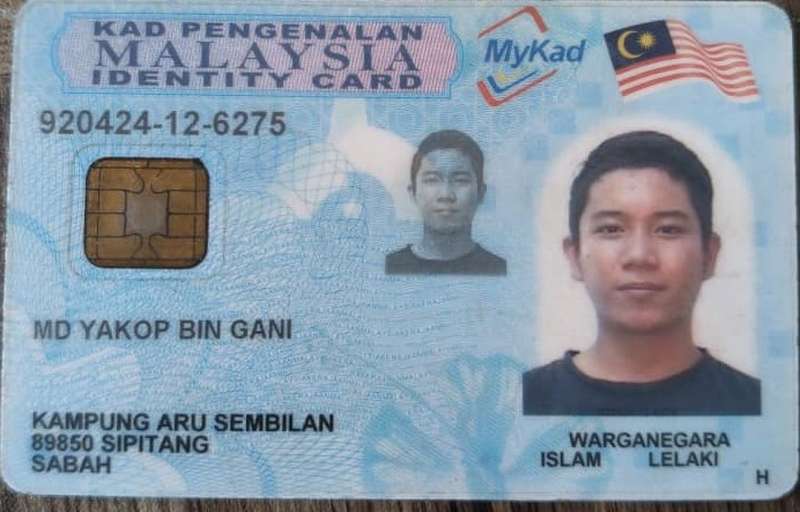 KAD PENGENALAN
MALAYSIA
IDENTITY CARD
MyKad
920424-12-6275
MD YAKOP BIN GANI
KAMPUNG ARU SEMBILAN
89850 SIPITANG
SABAH
WARGANEGARA
ISLAM LELAKI
H